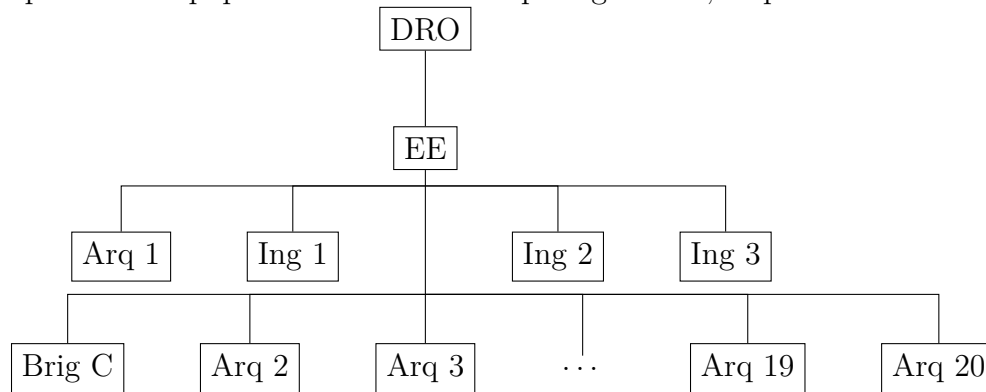 DRO
EE
Arq 1 Ing 1 Ing 2 Ing 3
Brig C Arq 2 Arq 3 ... Arq 19 Arq 20